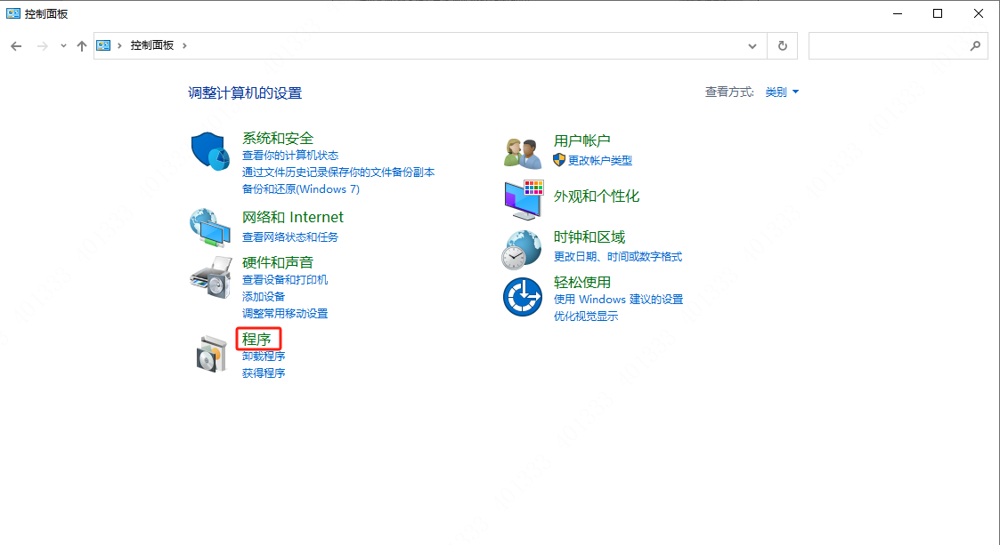 控制面板
控制面板
调整计算机的设置
查看方式: 类别
系统和安全
查看你的计算机状态
通过文件历史记录保存你的文件备份副本
备份和还原(Windows 7)
网络和 Internet
查看网络状态和任务
硬件和声音
查看设备和打印机
添加设备
调整常用移动设置
程序
卸载程序
获得程序
用户帐户
更改帐户类型
外观和个性化
时钟和区域
更改日期、时间或数字格式
轻松使用
使用 Windows 建议的设置
优化视觉显示